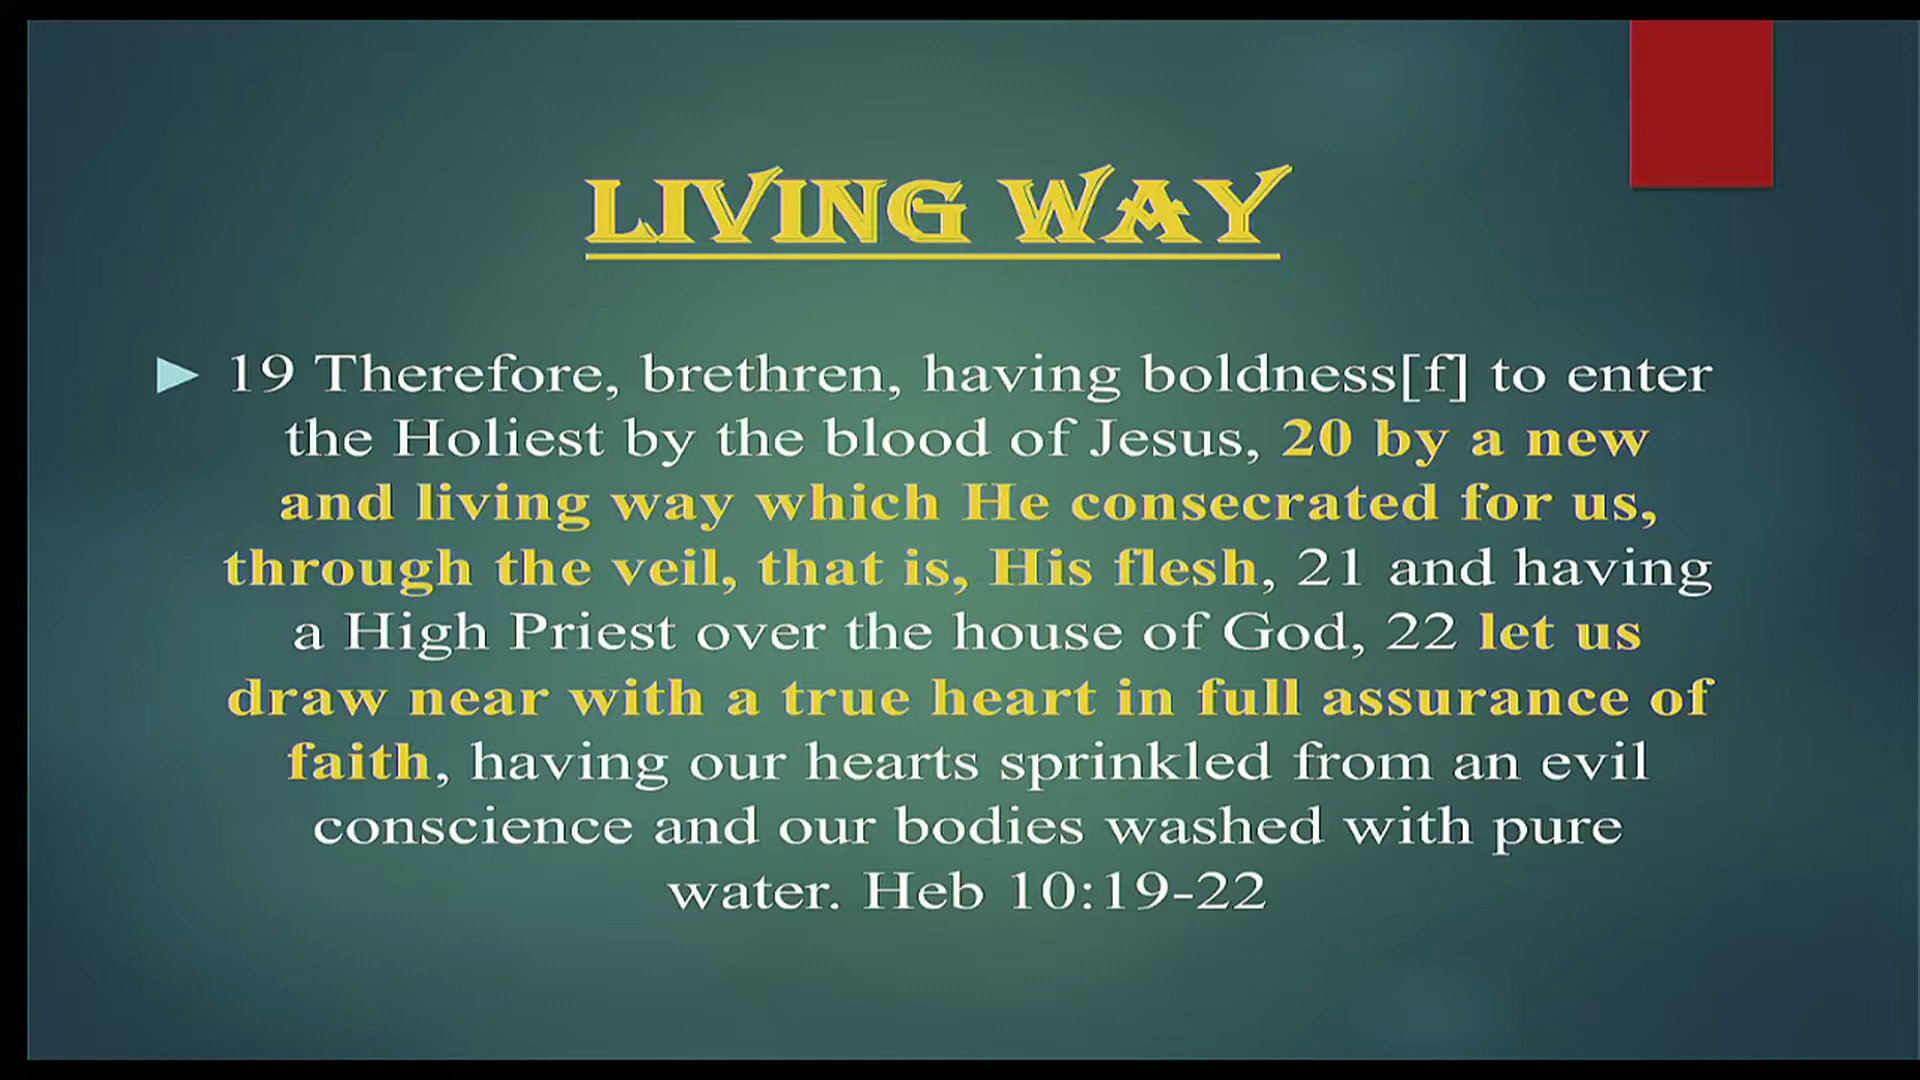 LIVING WAY
19 Therefore, brethren, having boldness[f] to enter
the Holiest by the blood of Jesus, 20 by a new
and living way which He consecrated for us,
through the veil, that is, His flesh, 21 and having
a High Priest over the house of God, 22 let us
draw near with a true heart in full assurance of
faith, having our hearts sprinkled from an evil
conscience and our bodies washed with pure
water. Heb 10:19-22